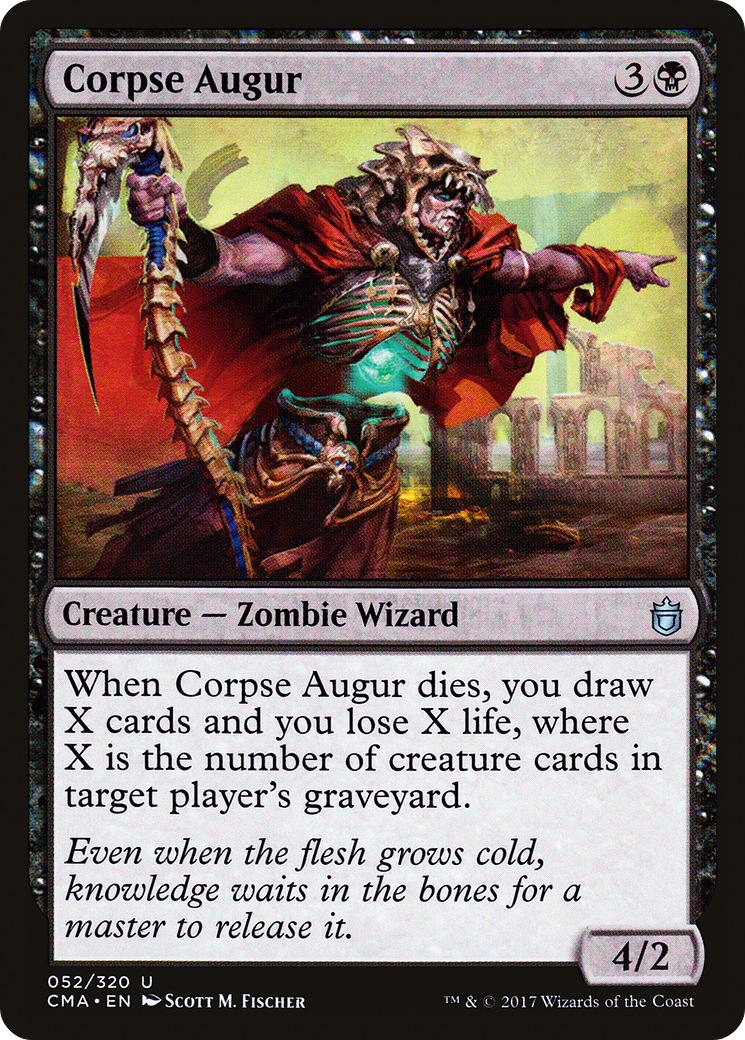 Corpse Augur 3
Creature — Zombie Wizard
When Corpse Augur dies, you draw
X cards and you lose X life, where
X is the number of creature cards in
target player's graveyard.
Even when the flesh grows cold,
knowledge waits in the bones for a
master to release it.
4/2
052/320 U
CMA • EN Scott M. Fischer
™ & © 2017 Wizards of the Coast